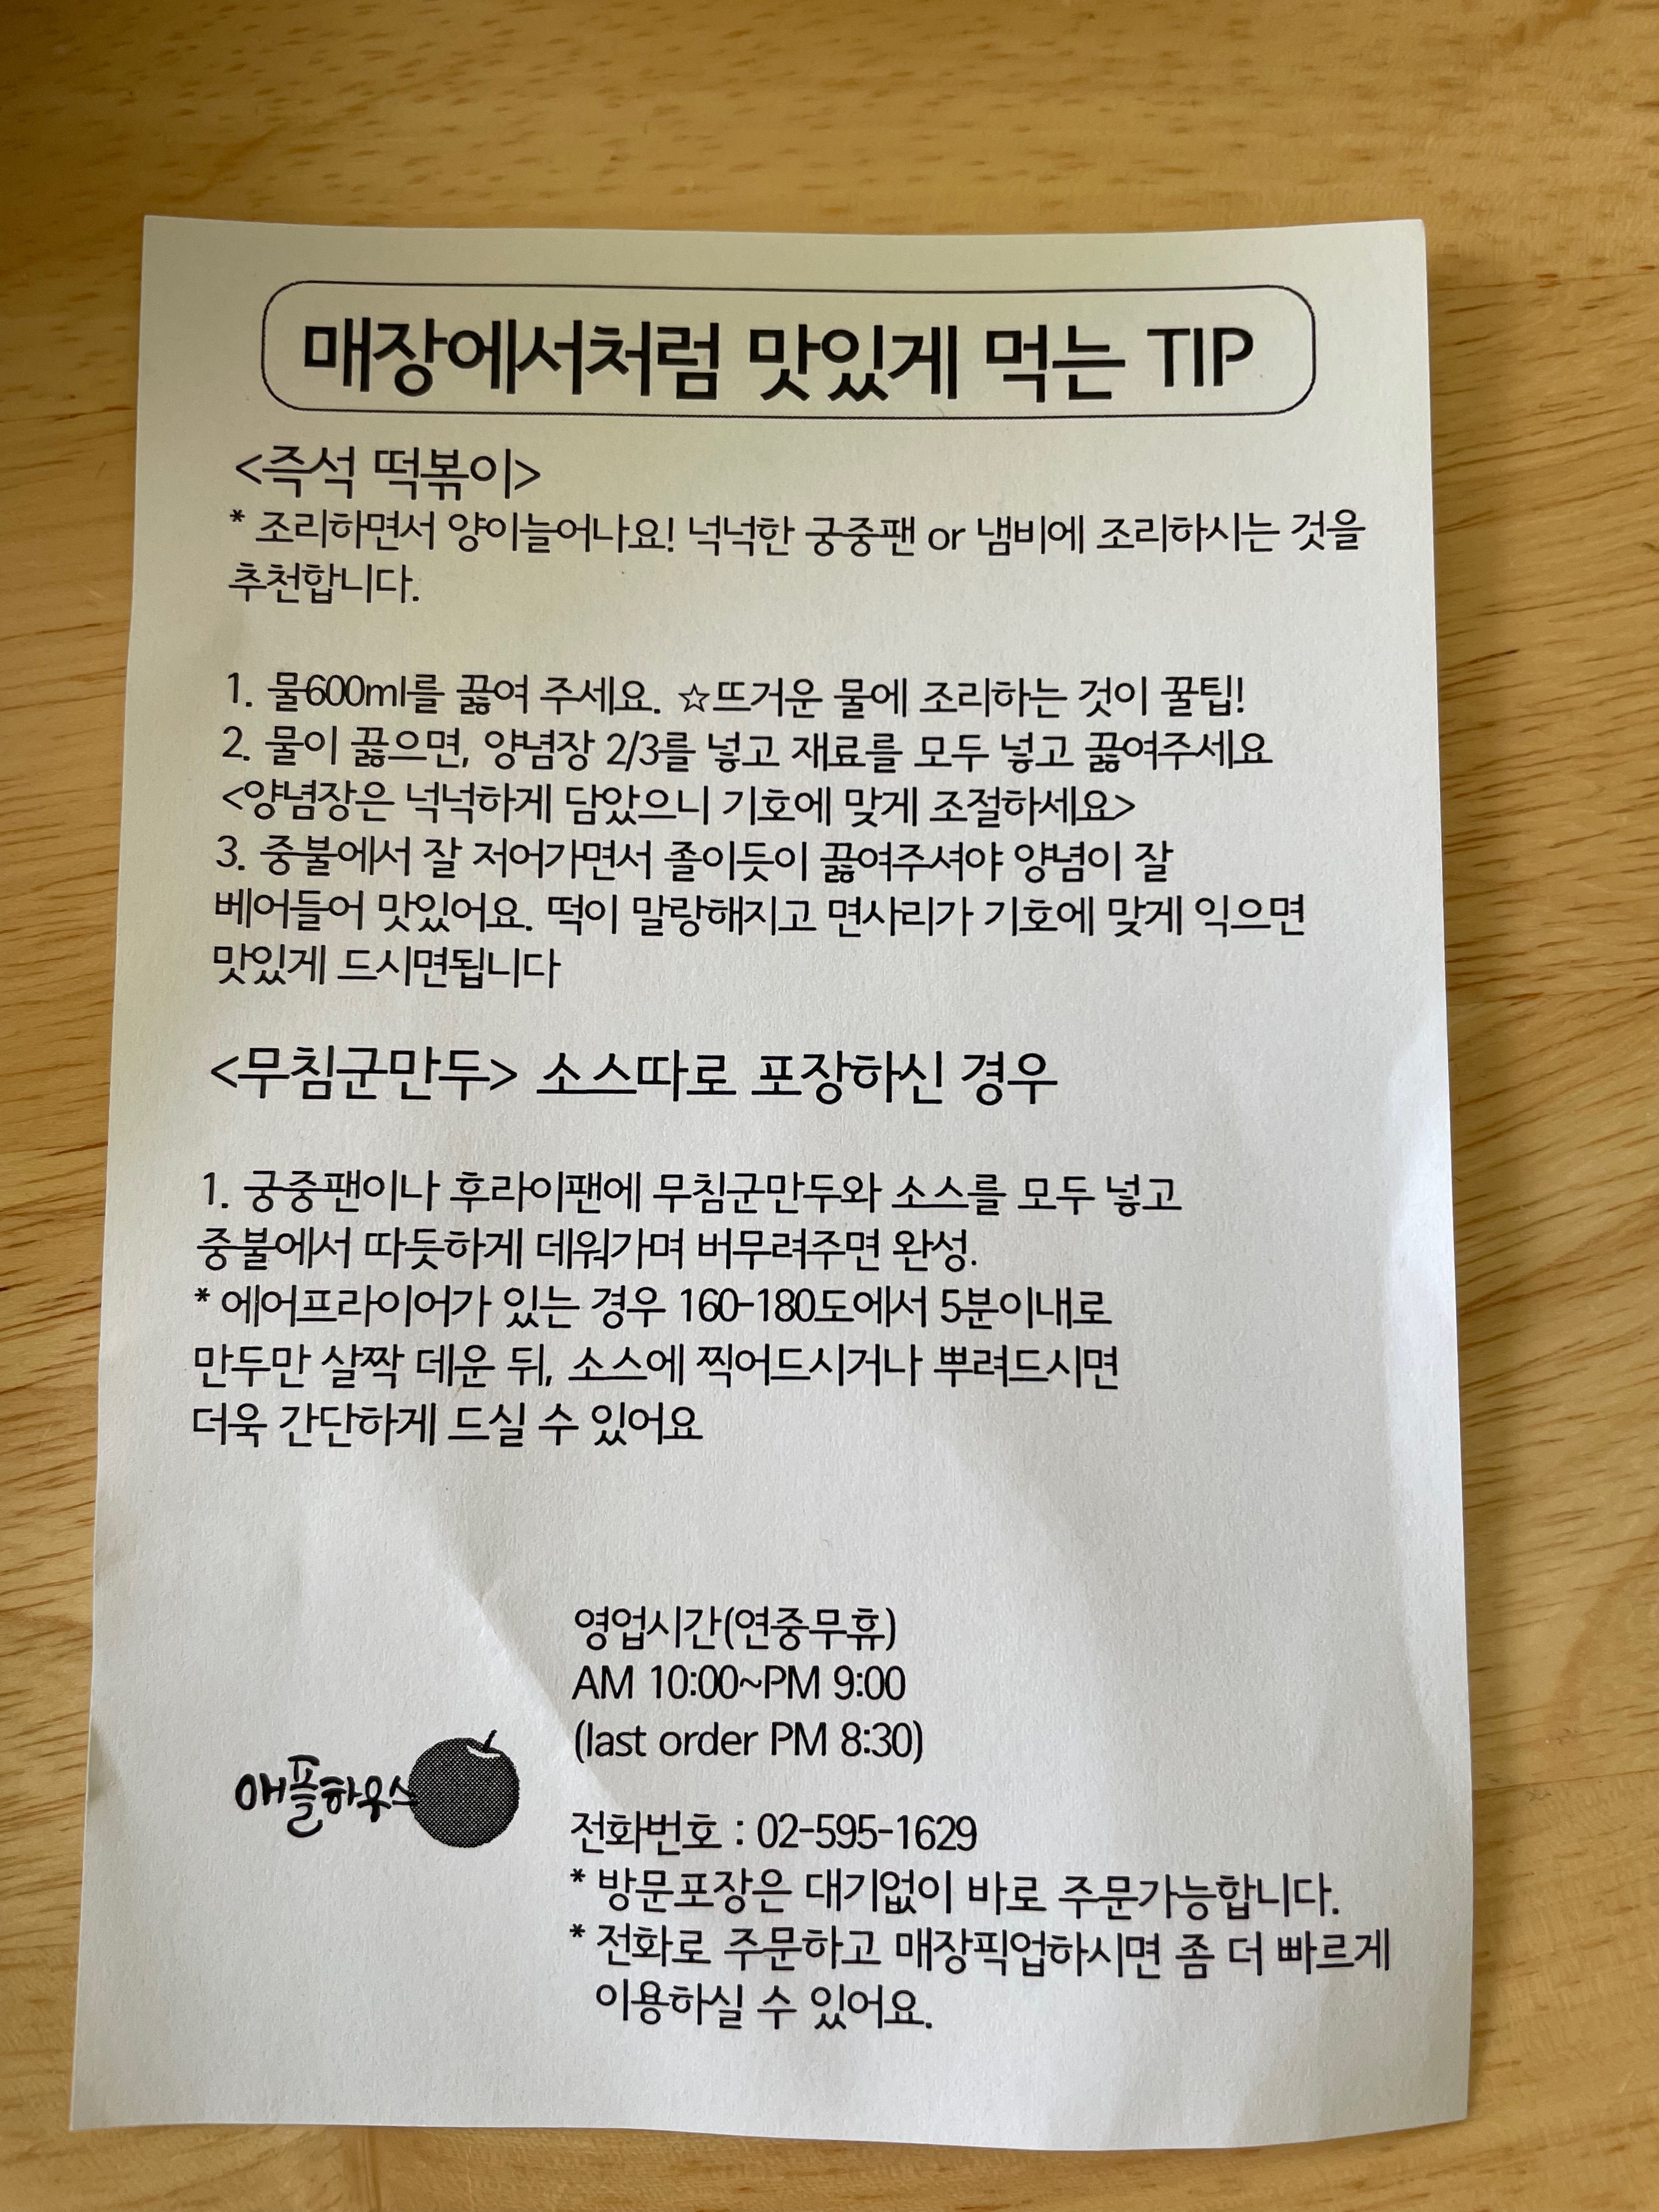 매장에서처럼 맛있게 먹는 TIP
<즉석 떡볶이>
* 조리하면서 양이늘어나요! 넉넉한 궁중팬 or 냄비에 조리하시는 것을
추천합니다.
1. 물600ml를 끓여 주세요. ☆뜨거운 물에 조리하는 것이 꿀팁!
2. 물이 끓으면, 양념장 2/3를 넣고 재료를 모두 넣고 끓여주세요
<양념장은 넉넉하게 담았으니 기호에 맞게 조절하세요>
3. 중불에서 잘 저어가면서 졸이듯이 끓여주셔야 양념이 잘
베어들어 맛있어요. 떡이 말랑해지고 면사리가 기호에 맞게 익으면
맛있게 드시면됩니다
<무침군만두> 소스따로 포장하신 경우
1. 궁중팬이나 후라이팬에 무침군만두와 소스를 모두 넣고
중불에서 따듯하게 데워가며 버무려주면 완성.
* 에어프라이어가 있는 경우 160-180도에서 5분이내로
만두만 살짝 데운 뒤, 소스에 찍어드시거나 뿌려드시면
더욱 간단하게 드실 수 있어요
영업시간(연중무휴)
AM 10:00~PM 9:00
(last order PM 8:30)
애플하우스
전화번호 : 02-595-1629
* 방문포장은 대기없이 바로 주문가능합니다.
* 전화로 주문하고 매장픽업하시면 좀 더 빠르게
이용하실 수 있어요.